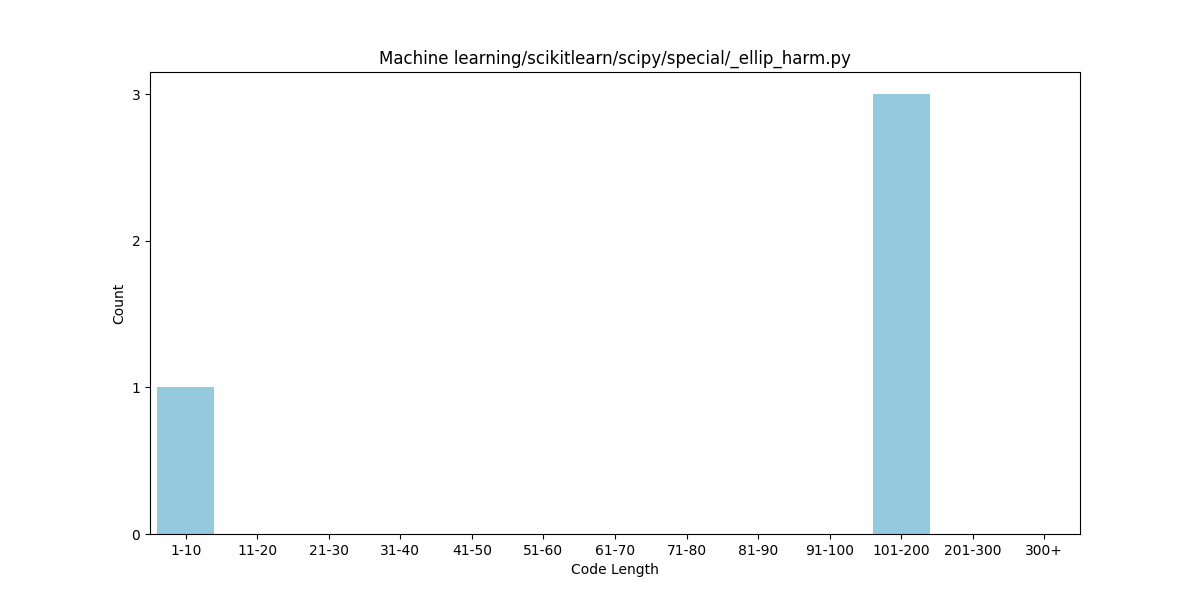 Machine learning/scikitlearn/scipy/special/_ellip_harm.py
3
2
1
0
Count
1-10 11-20 21-30 31-40 41-50 51-60 61-70 71-80 81-90 91-100 101-200 201-300 300+
Code Length